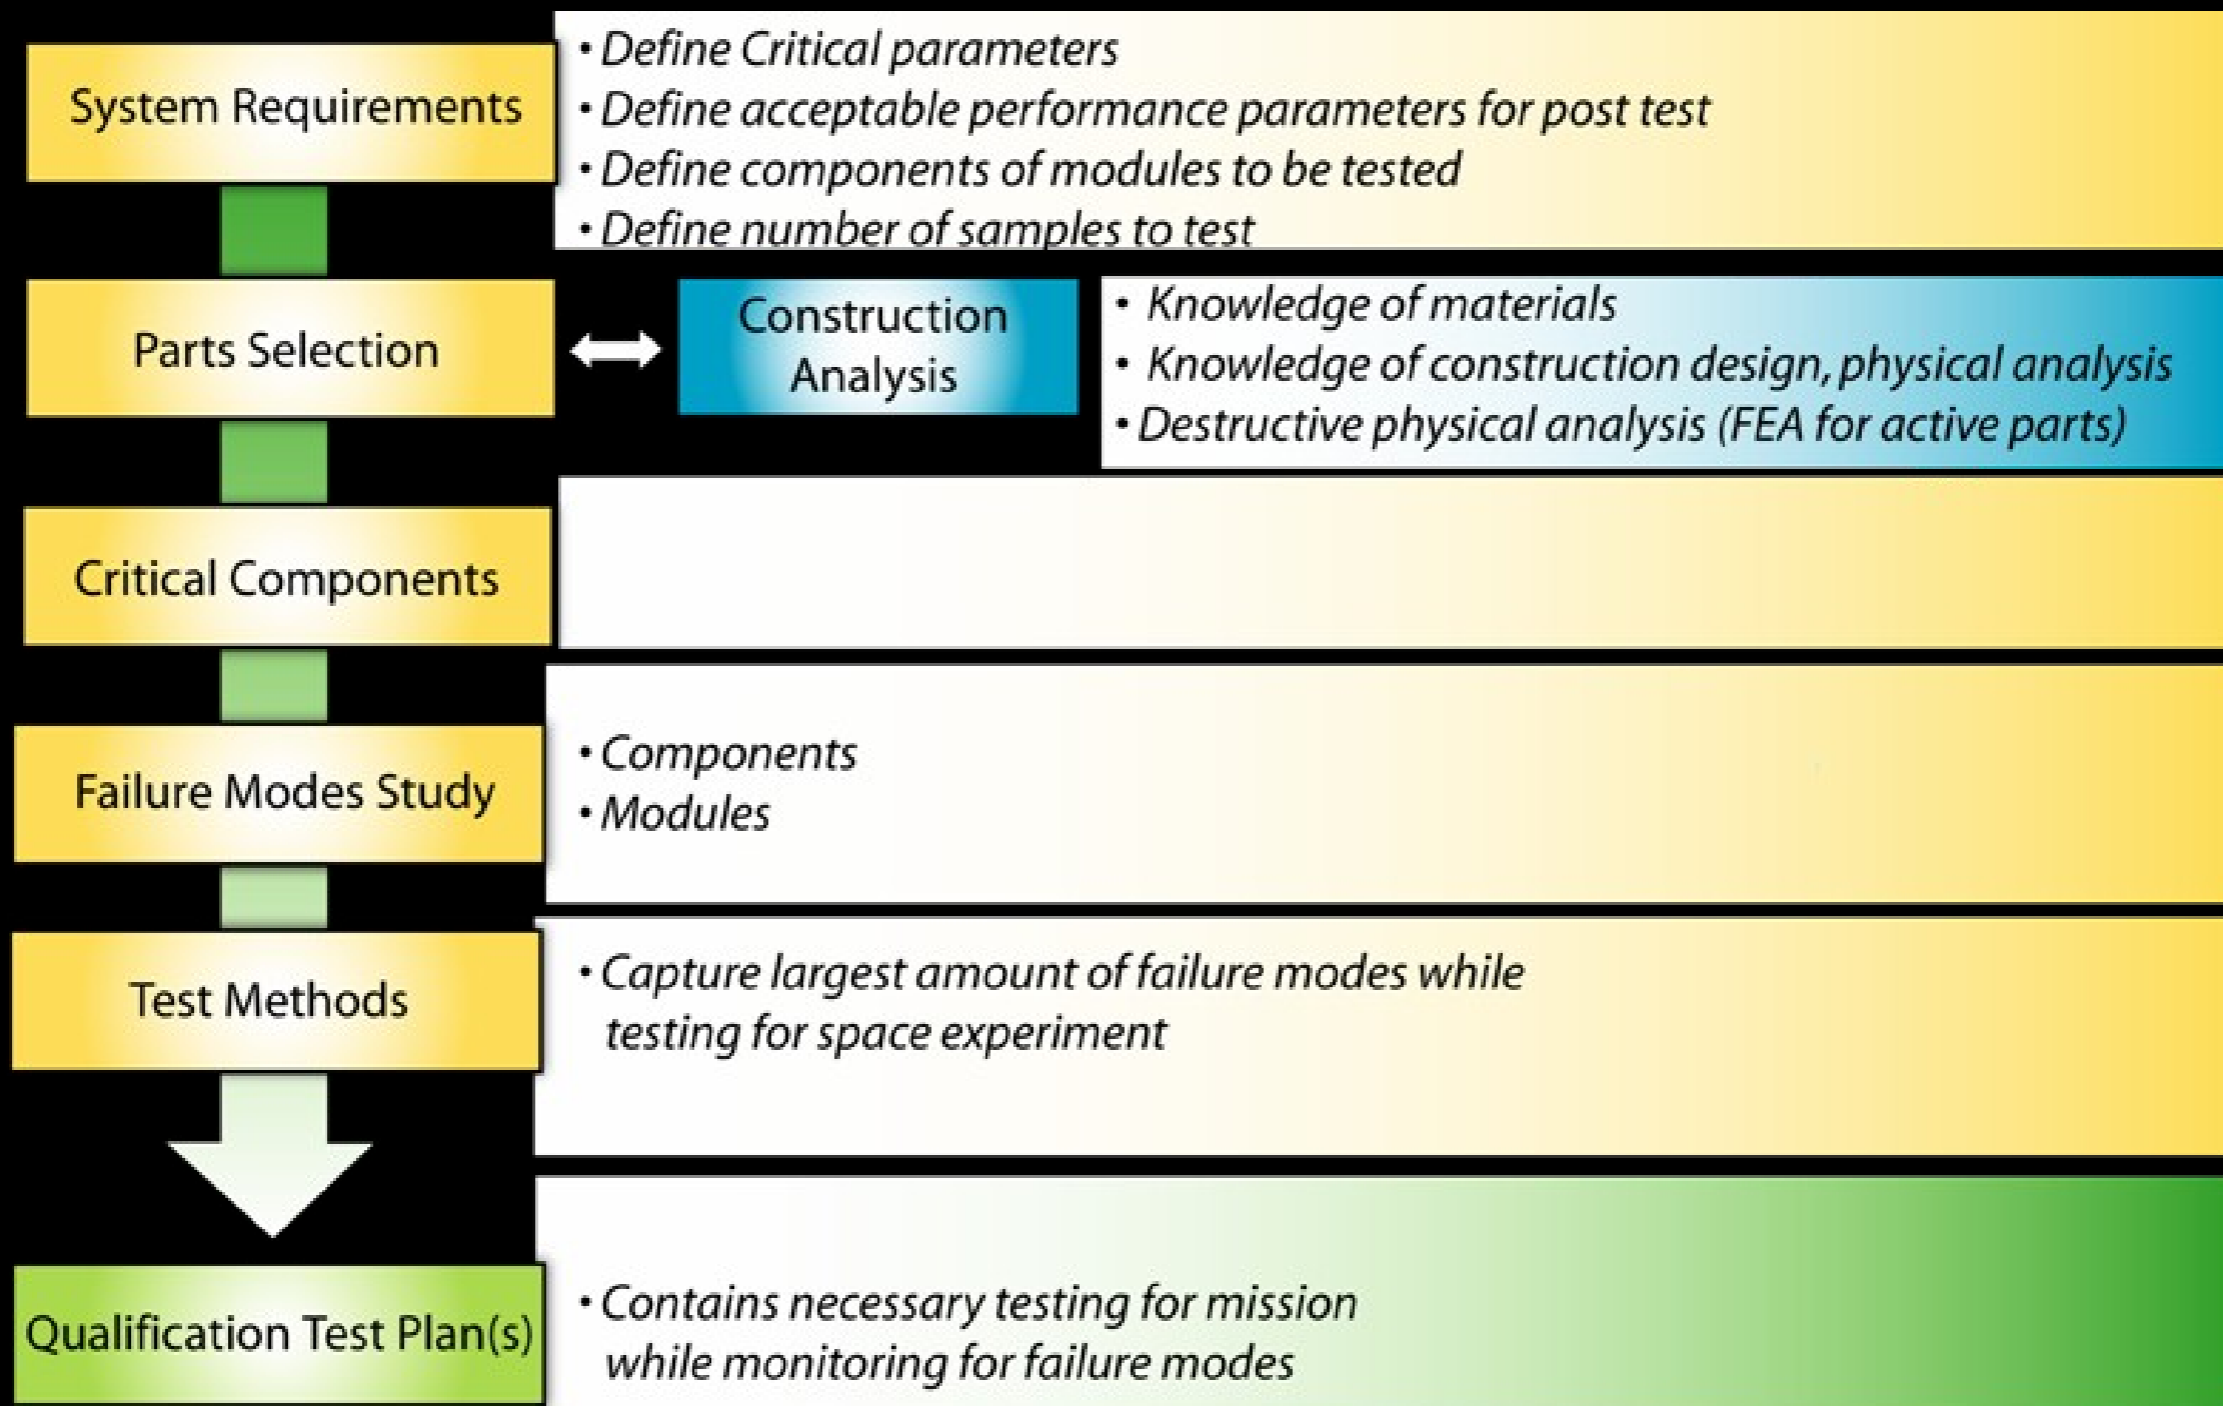 System Requirements
• Define Critical parameters
• Define acceptable performance parameters for post test
• Define components of modules to be tested
• Define number of samples to test
Parts Selection
Construction
Analysis
• Knowledge of materials
• Knowledge of construction design, physical analysis
• Destructive physical analysis (FEA for active parts)
Critical Components
Failure Modes Study
• Components
• Modules
Test Methods
• Capture largest amount of failure modes while
testing for space experiment
Qualification Test Plan(s)
• Contains necessary testing for mission
while monitoring for failure modes